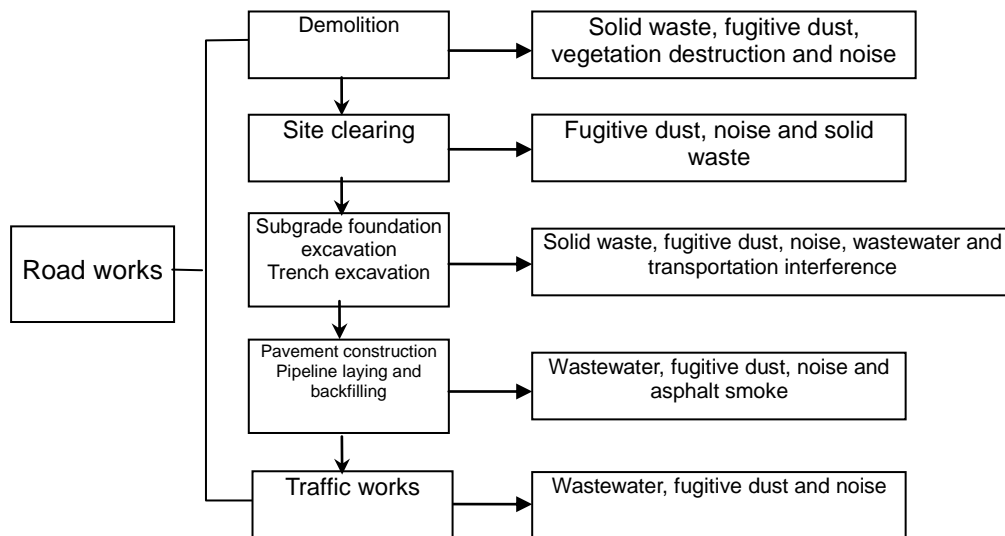 Demolition
Solid waste, fugitive dust,
vegetation destruction and noise
Site clearing
Fugitive dust, noise and solid
waste
Subgrade foundation
excavation
Trench excavation
Solid waste, fugitive dust, noise, wastewater and
transportation interference
Road works
Pavement construction
Pipeline laying and
backfilling
Wastewater, fugitive dust, noise and
asphalt smoke
Traffic works
Wastewater, fugitive dust and noise